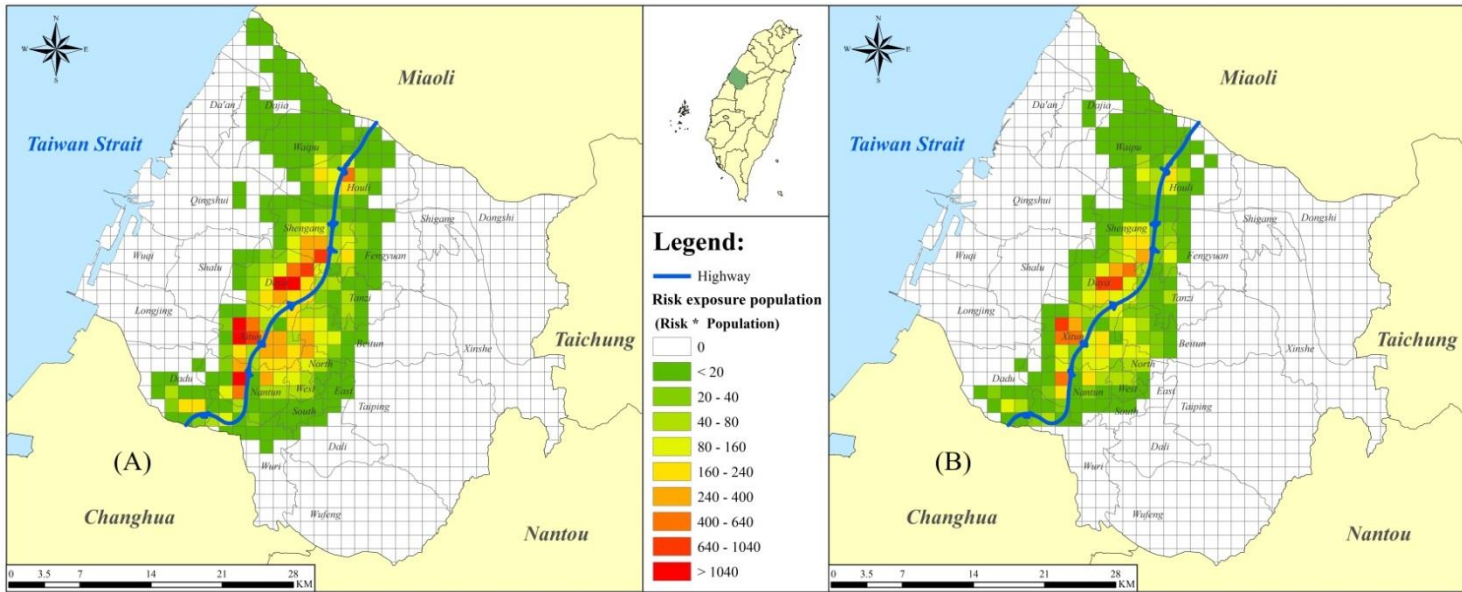 N
W E
S
Miaoli
Da'an
Dajia
Taiwan Strait
Waipu
Houli
Qingshui
Shigang
Dongshi
Shengang
Wuqi
Shalu
Fengyuan
Daya
Tanzi
Longjing
Taichung
Xitun
Beitun
Xinshe
North
Dadu
Nantun
West
East
Taiping
South
(A)
Dali
Wuri
Changhua
Wufeng
Nantou
0 3.5 7 14 21 28
KM
Legend:
Highway
Risk exposure population
(Risk * Population)
0
< 20
20 - 40
40 - 80
80 - 160
160 - 240
240 - 400
400 - 640
640 - 1040
> 1040
N
W E
S
Miaoli
Da'an
Dajia
Taiwan Strait
Waipu
Houli
Qingshui
Shigang
Dongshi
Shengang
Wuqi
Shalu
Fengyuan
Daya
Tanzi
Longjing
Taichung
Xitun
Beitun
Xinshe
North
Dadu
Nantun
West
East
Taiping
South
(B)
Dali
Wuri
Changhua
Wufeng
Nantou
0 3.5 7 14 21 28
KM